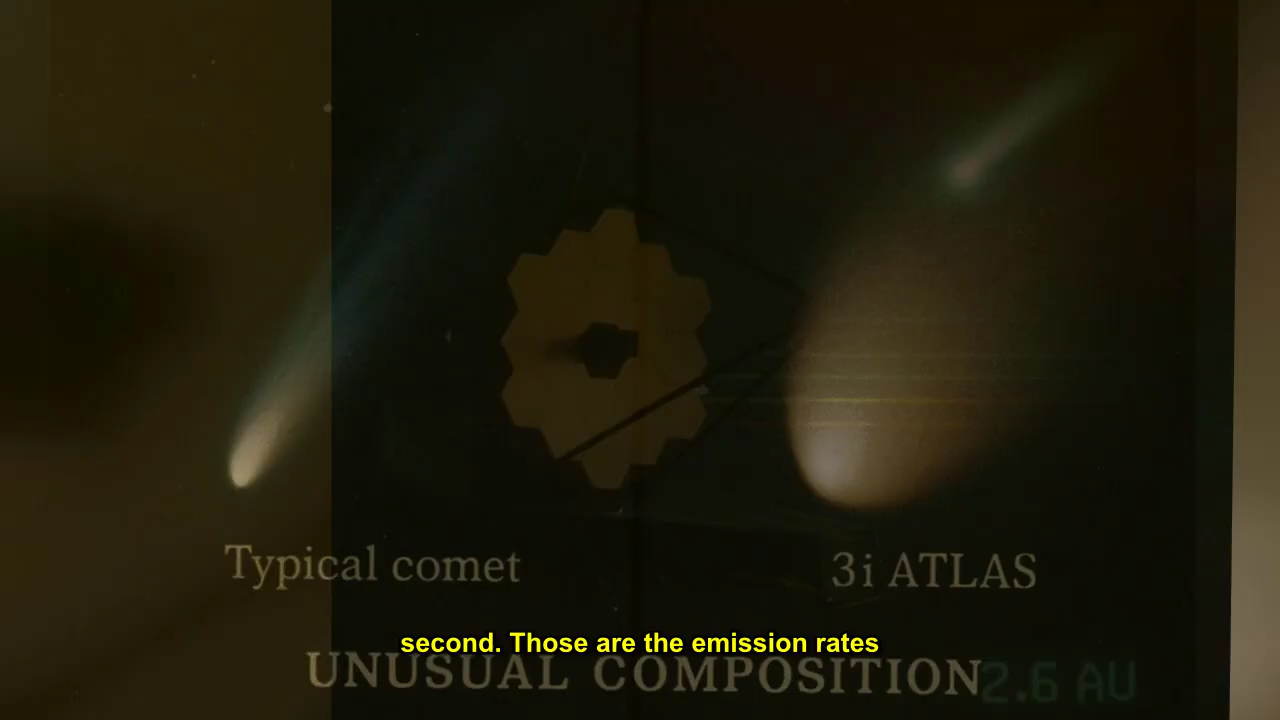 Typical comet
3i ATLAS
second. Those are the emission rates
UNUSUAL COMPOSITION
2.6 AU